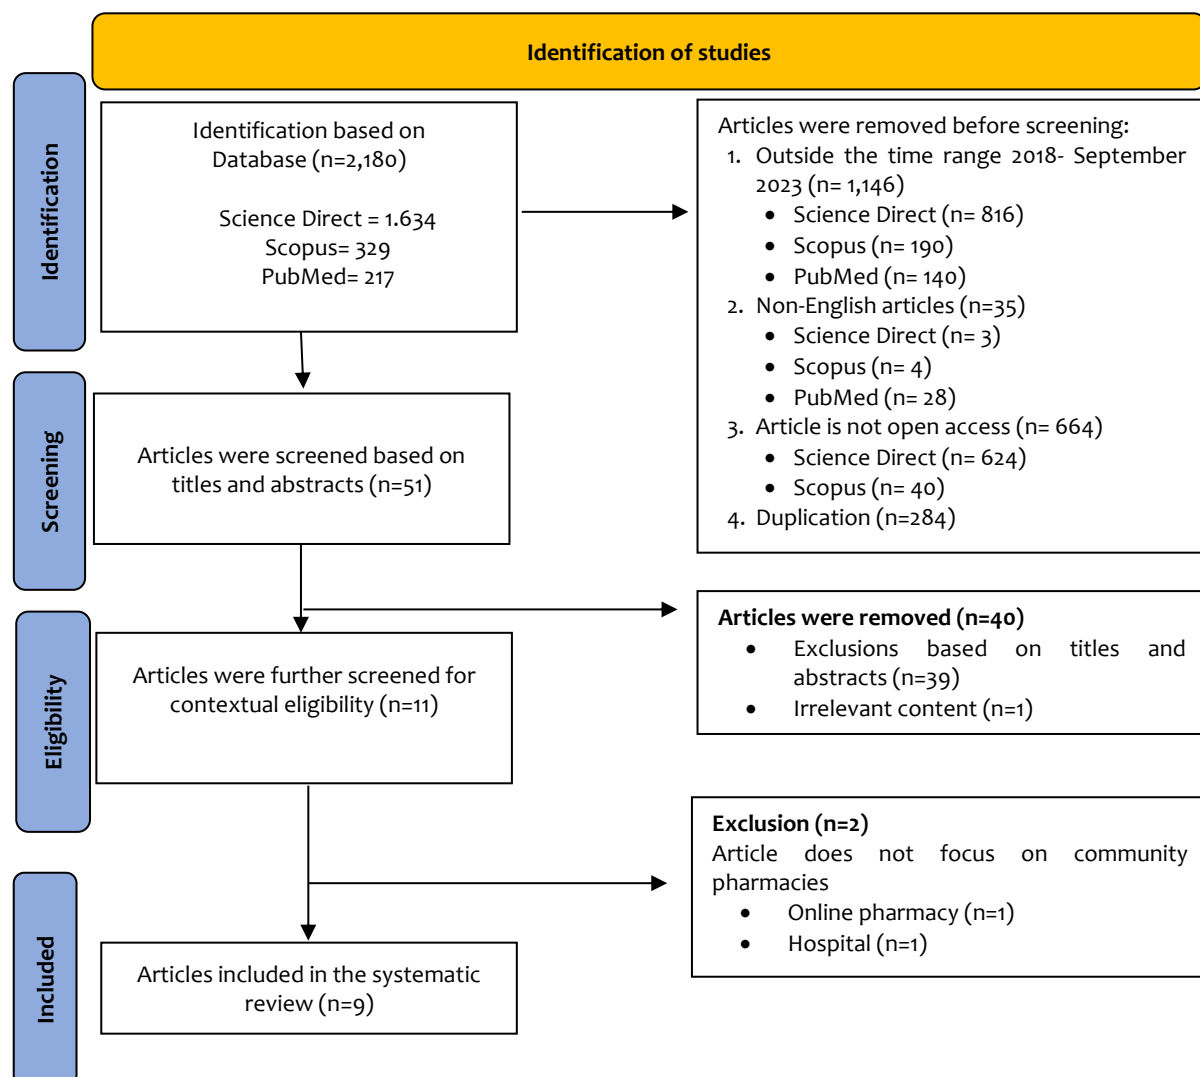 Identification of studies
Identification
Identification based on
Database (n=2,180)
Science Direct = 1.634
Scopus= 329
PubMed= 217
Articles were removed before screening:
1. Outside the time range 2018- September
2023 (n= 1,146)
• Science Direct (n= 816)
• Scopus (n= 190)
• PubMed (n= 140)
2. Non-English articles (n=35)
• Science Direct (n= 3)
• Scopus (n= 4)
• PubMed (n= 28)
3. Article is not open access (n= 664)
• Science Direct (n= 624)
• Scopus (n= 40)
4. Duplication (n=284)
Screening
Articles were screened based on
titles and abstracts (n=51)
Articles were removed (n=40)
• Exclusions based on titles and
abstracts (n=39)
• Irrelevant content (n=1)
Eligibility
Articles were further screened for
contextual eligibility (n=11)
Exclusion (n=2)
Article does not focus on community
pharmacies
• Online pharmacy (n=1)
• Hospital (n=1)
Included
Articles included in the systematic
review (n=9)